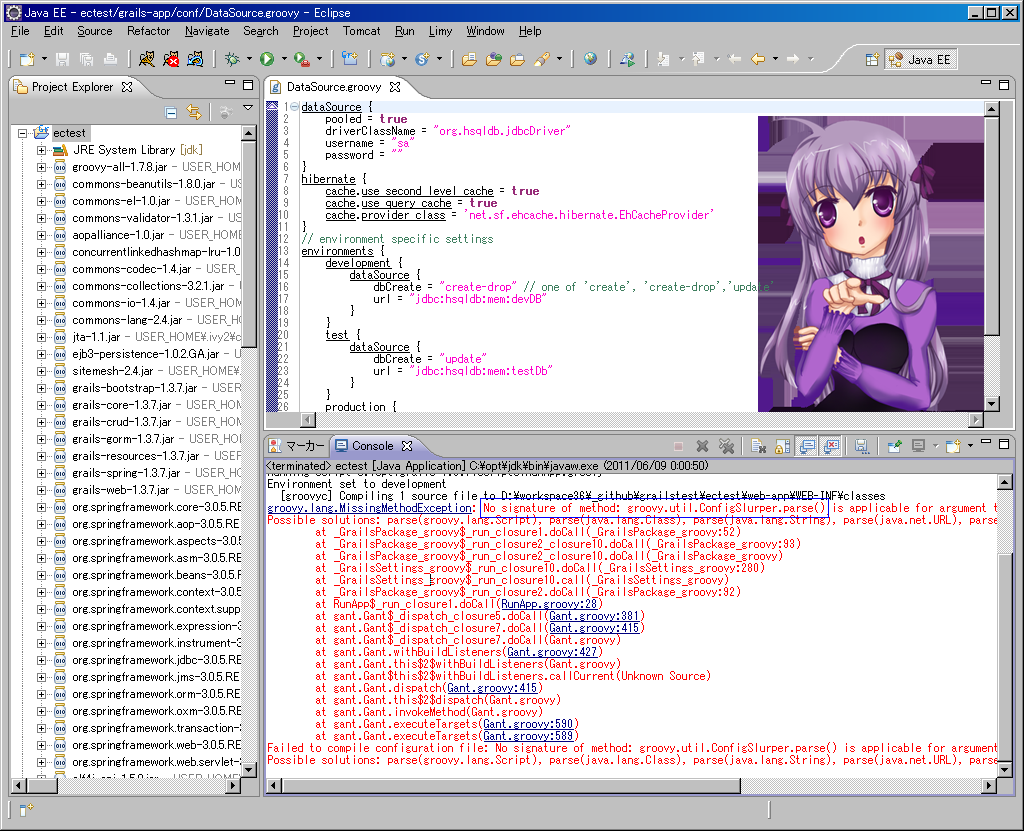 Java EE - ectest/grails-app/conf/DataSource.groovy - Eclipse
File Edit Source Refactor Navigate Search Project Tomcat Run Limy Window Help
Java EE
Project Explorer
ectest
JRE System Library [jdk]
groovy-all-1.7.8.jar - USER_HOM
commons-beanutils-1.8.0.jar - US
commons-el-1.0.jar - USER_HOME
commons-validator-1.3.1.jar - US
aopalliance-1.0.jar - USER_HOME
concurrentlinkedhashmap-lru-1.0
commons-codec-1.4.jar - USER_
commons-collections-3.2.1.jar - U
commons-io-1.4.jar - USER_HOM
commons-lang-2.4.jar - USER_H
jta-1.1.jar - USER_HOME¥.ivy2¥c
ejb3-persistence-1.0.2.GA.jar - U
sitemesh-2.4.jar - USER_HOME¥.
grails-bootstrap-1.3.7.jar - USER
grails-core-1.3.7.jar - USER_HOM
grails-crud-1.3.7.jar - USER_HOM
grails-gorm-1.3.7.jar - USER_HO
grails-resources-1.3.7.jar - USER
grails-spring-1.3.7.jar - USER_HO
grails-web-1.3.7.jar - USER_HOM
org.springframework.core-3.0.5.R
org.springframework.aop-3.0.5.RE
org.springframework.aspects-3.0.
org.springframework.asm-3.0.5.RE
org.springframework.beans-3.0.5.
org.springframework.context-3.0.5
org.springframework.context.supp
org.springframework.expression-3
org.springframework.instrument-3
org.springframework.jdbc-3.0.5.RE
org.springframework.jms-3.0.5.RE
org.springframework.orm-3.0.5.RE
org.springframework.oxm-3.0.5.RE
org.springframework.transaction-
org.springframework.web-3.0.5.RE
org.springframework.web.servlet-
DataSource.groovy
1 dataSource {
2 pooled = true
3 driverClassName = "org.hsqldb.jdbcDriver"
4 username = "sa"
5 password = ""
6 }
7 hibernate {
8 cache.use_second_level_cache = true
9 cache.use_query_cache = true
10 cache.provider_class = 'net.sf.ehcache.hibernate.EhCacheProvider'
11 }
12 // environment specific settings
13 environments {
14 development {
15 dataSource {
16 dbCreate = "create-drop" // one of 'create', 'create-drop','update'
17 url = "jdbc:hsqldb:mem:devDB"
18 }
19 }
20 test {
21 dataSource {
22 dbCreate = "update"
23 url = "jdbc:hsqldb:mem:testDb"
24 }
25 }
26 production {
マーカー Console
<terminated> ectest [Java Application] C:¥opt¥jdk¥bin¥javaw.exe (2011/06/09 0:00:50)
Environment set to development
[groovyc] Compiling 1 source file to D:¥workspace36¥_github¥grailstest¥ectest¥web-app¥WEB-INF¥classes
groovy.lang.MissingMethodException: No signature of method: groovy.util.ConfigSlurper.parse() is applicable for argument t
Possible solutions: parse(groovy.lang.Script), parse(java.lang.Class), parse(java.lang.String), parse(java.net.URL), parse
at _GrailsPackage_groovy$_run_closure1.doCall(_GrailsPackage_groovy:52)
at _GrailsPackage_groovy$_run_closure2_closure10.doCall(_GrailsPackage_groovy:93)
at _GrailsPackage_groovy$_run_closure2_closure10.doCall(_GrailsPackage_groovy)
at _GrailsSettings_groovy$_run_closure10.doCall(_GrailsSettings_groovy:280)
at _GrailsSettings_groovy$_run_closure10.call(_GrailsSettings_groovy)
at _GrailsPackage_groovy$_run_closure2.doCall(_GrailsPackage_groovy:92)
at RunApp$_run_closure1.doCall(RunApp.groovy:28)
at gant.Gant$_dispatch_closure5.doCall(Gant.groovy:381)
at gant.Gant$_dispatch_closure7.doCall(Gant.groovy:415)
at gant.Gant$_dispatch_closure7.doCall(Gant.groovy)
at gant.Gant.withBuildListeners(Gant.groovy:427)
at gant.Gant.this$2$withBuildListeners(Gant.groovy)
at gant.Gant$this$2$withBuildListeners.callCurrent(Unknown Source)
at gant.Gant.dispatch(Gant.groovy:415)
at gant.Gant.this$2$dispatch(Gant.groovy)
at gant.Gant.invokeMethod(Gant.groovy)
at gant.Gant.executeTargets(Gant.groovy:590)
at gant.Gant.executeTargets(Gant.groovy:589)
Failed to compile configuration file: No signature of method: groovy.util.ConfigSlurper.parse() is applicable for argument
Possible solutions: parse(groovy.lang.Script), parse(java.lang.Class), parse(java.lang.String), parse(java.net.URL), parse